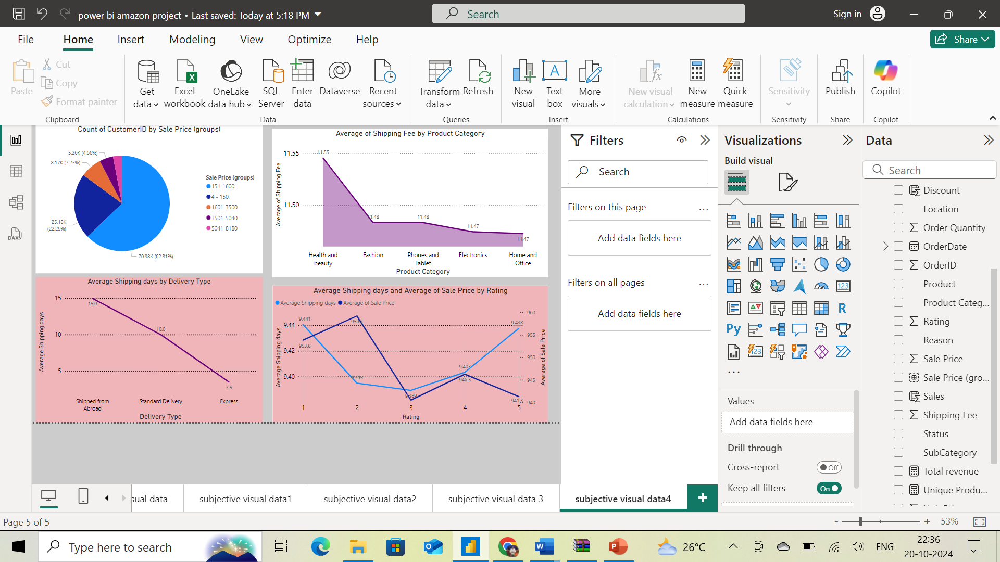 power bi amazon project • Last saved: Today at 5:18 PM
Search
Sign in
File
Home
Insert
Modeling
View
Optimize
Help
Share
Paste
Cut
Copy
Format painter
Clipboard
Get
data
Excel
workbook
OneLake
data hub
SQL
Server
Enter
data
Dataverse
Recent
sources
Data
Transform
data
Refresh
Queries
New
visual
Text
box
More
visuals
Insert
New visual
calculation
New
measure
Quick
measure
Calculations
Sensitivity
Sensitivity
Publish
Share
Copilot
Copilot
Count of CustomerID by Sale Price (groups)
5.26K (4.66%)
8.17K (7.23%)
25.18K
(22.29%)
70.98K (62.81%)
Sale Price (groups)
151-1600
4 - 150.
1601-3500
3501-5040
5041-8180
Average of Shipping Fee by Product Category
Average of Shipping Fee
11.55
11.50
11.55
11.48
11.48
11.47
11.47
Health and
beauty
Fashion
Phones and
Tablet
Electronics
Home and
Office
Product Category
Average Shipping days by Delivery Type
Average Shipping days
15
10
5
15.0
10.0
3.5
Shipped from
Abroad
Standard Delivery
Express
Delivery Type
Average Shipping days and Average of Sale Price by Rating
Average Shipping days
Average of Sale Price
Average Shipping days
9.44
9.42
9.40
9.441
9.395
9.389
9.403
9.438
953.8
946.3
941.3
960
955
950
945
940
Average of Sale Price
1
2
3
4
5
Rating
Filters
Search
Filters on this page
...
Add data fields here
Filters on all pages
...
Add data fields here
Visualizations
Build visual
123
R
Py
123
...
Values
Add data fields here
Drill through
Cross-report
Off
Keep all filters
On
Data
Search
Discount
Location
Order Quantity
OrderDate
OrderID
Product
Product Categ...
Rating
Reason
Sale Price
Sale Price (gro...
Sales
Shipping Fee
Status
SubCategory
Total revenue
Unique Produ...
DAX
sual data
subjective visual data1
subjective visual data2
subjective visual data 3
subjective visual data4
+
Page 5 of 5
- + 53%
Type here to search
26°C
ENG
22:36
20-10-2024